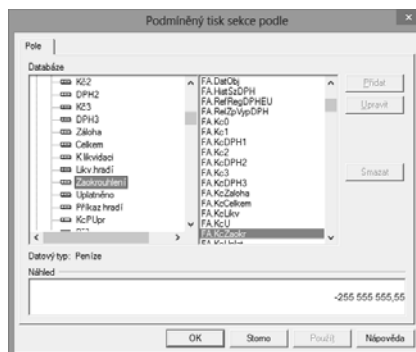 Podmíněný tisk sekce podle
Pole
Databáze
Kč2
DPH2
Kč3
DPH3
Záloha
Celkem
K likvidaci
Likv.hradí
Zaokrouhlení
Uplatněno
Příkaz hradí
KcPUpr
FA.DatObj
FA.HistSzDPH
FA.RefRegDPHEU
FA.RelZpVypDPH
FA.Kc0
FA.Kc1
FA.KcDPH1
FA.Kc2
FA.KcDPH2
FA.Kc3
FA.KcDPH3
FA.KcZaloha
FA.KcCelkem
FA.KcLikv
FA.KcU
FA.KcZaokr
FA.KcUplat
Přidat
Upravit
Smazat
Datový typ: Peníze
Náhled
-255 555 555,55
OK
Storno
Použít
Nápověda